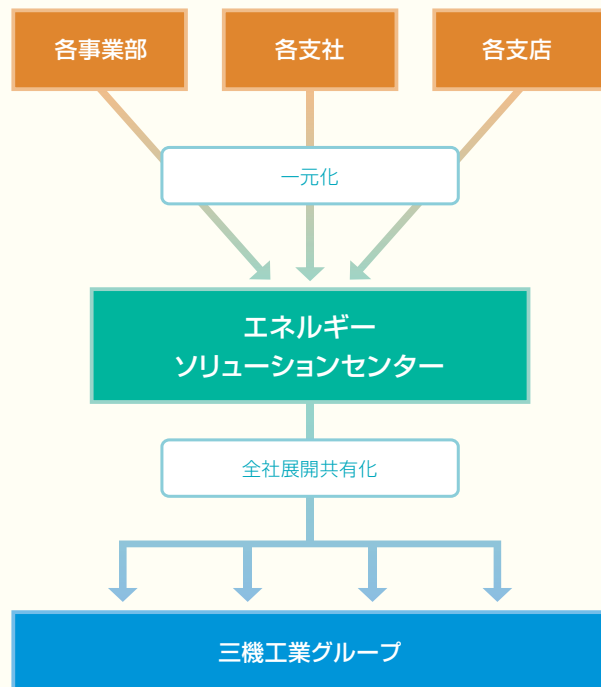 各事業部
各支社
各支店
一元化
エネルギー
ソリューションセンター
全社展開共有化
三機工業グループ